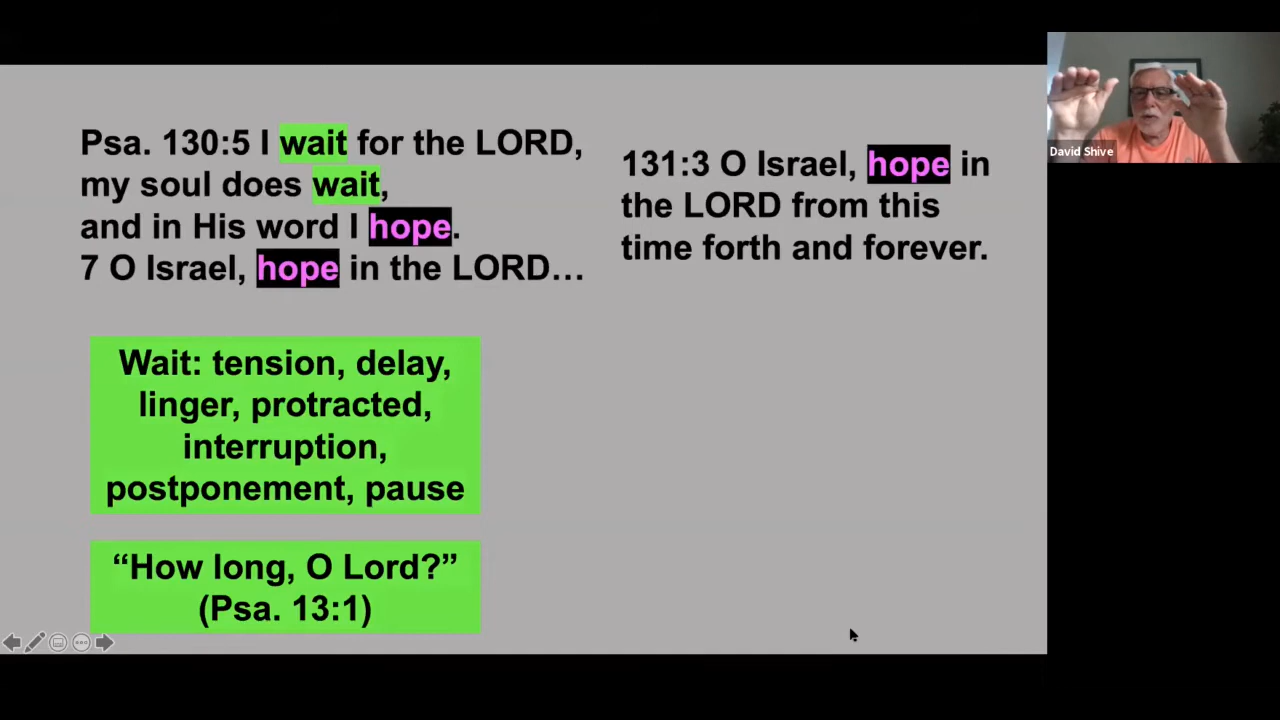 Psa. 130:5 I wait for the LORD,
my soul does wait,
and in His word I hope.
7 O Israel, hope in the LORD…
131:3 O Israel, hope in
the LORD from this
time forth and forever.
Wait: tension, delay,
linger, protracted,
interruption,
postponement, pause
“How long, O Lord?”
(Psa. 13:1)
David Shive